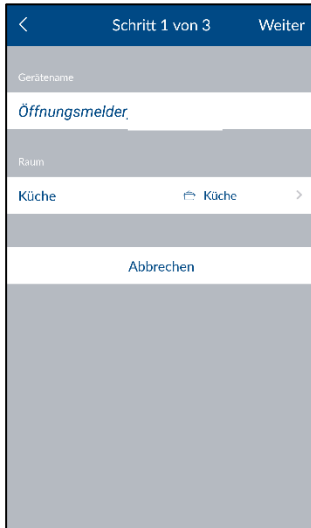 Schritt 1 von 3 Weiter
Gerätename
Öffnungsmelder
Raum
Küche Küche
Abbrechen